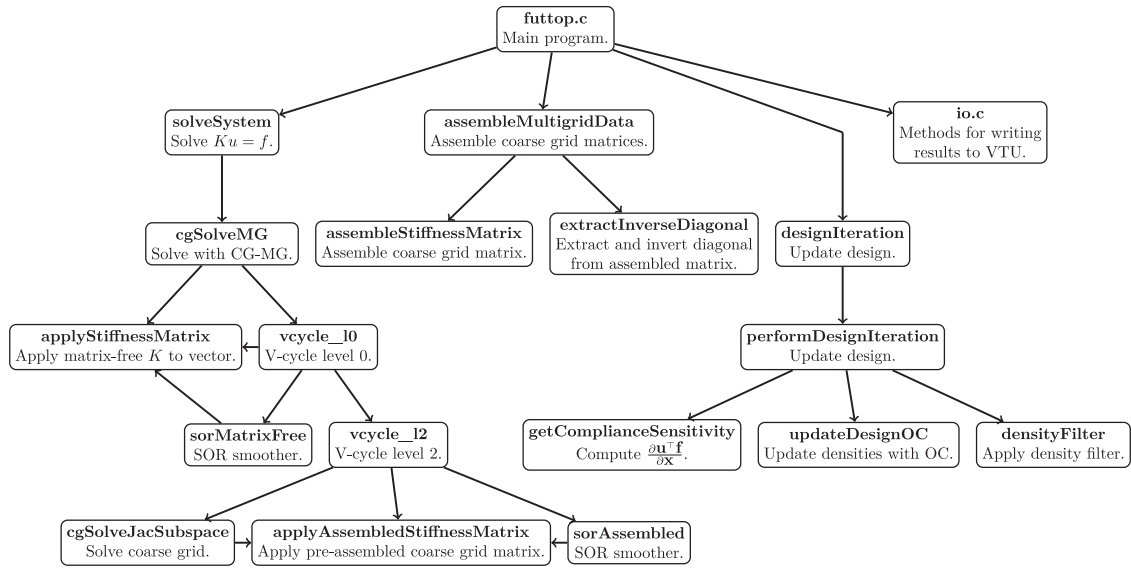 futtop.c
Main program.
solveSystem
Solve Ku = f.
assembleMultigridData
Assemble coarse grid matrices.
io.c
Methods for writing
results to VTU.
cgSolveMG
Solve with CG-MG.
assembleStiffnessMatrix
Assemble coarse grid matrix.
extractInverseDiagonal
Extract and invert diagonal
from assembled matrix.
designIteration
Update design.
applyStiffnessMatrix
Apply matrix-free K to vector.
vcycle_l0
V-cycle level 0.
performDesignIteration
Update design.
sorMatrixFree
SOR smoother.
vcycle_l2
V-cycle level 2.
getComplianceSensitivity
Compute ∂u⊤f/∂x.
updateDesignOC
Update densities with OC.
densityFilter
Apply density filter.
cgSolveJacSubspace
Solve coarse grid.
applyAssembledStiffnessMatrix
Apply pre-assembled coarse grid matrix.
sorAssembled
SOR smoother.